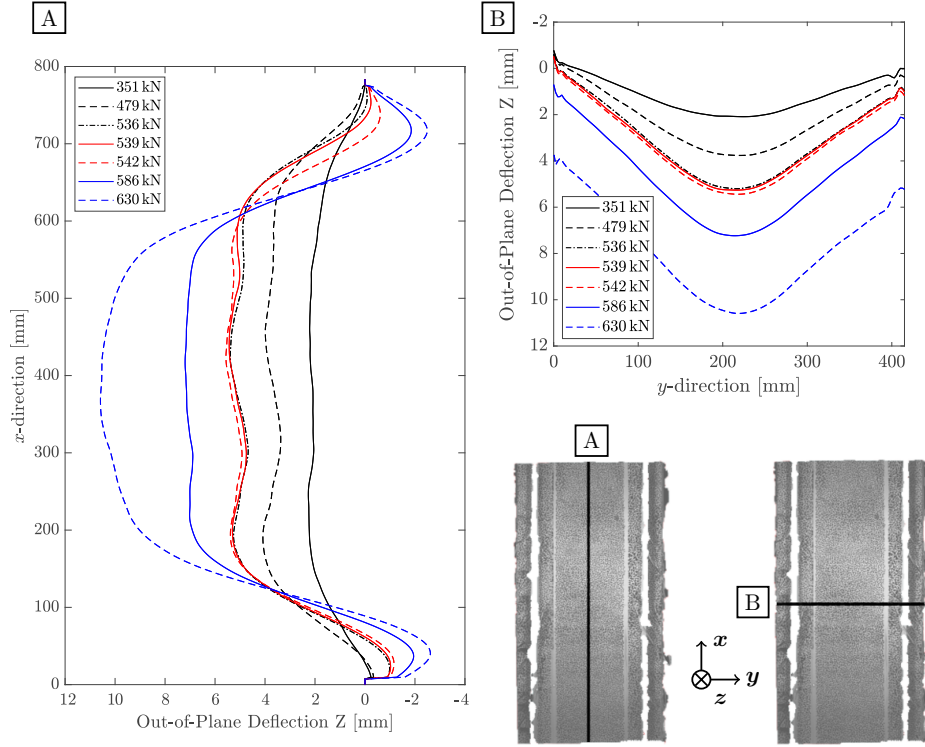 A
800
700
600
500
400
300
200
100
0
x-direction [mm]
351 kN
479 kN
536 kN
539 kN
542 kN
586 kN
630 kN
12 10 8 6 4 2 0 -2 -4
Out-of-Plane Deflection Z [mm]
B
-2
0
2
4
6
8
10
12
Out-of-Plane Deflection Z [mm]
351 kN
479 kN
536 kN
539 kN
542 kN
586 kN
630 kN
0 100 200 300 400
y-direction [mm]
A
B
x
y
z